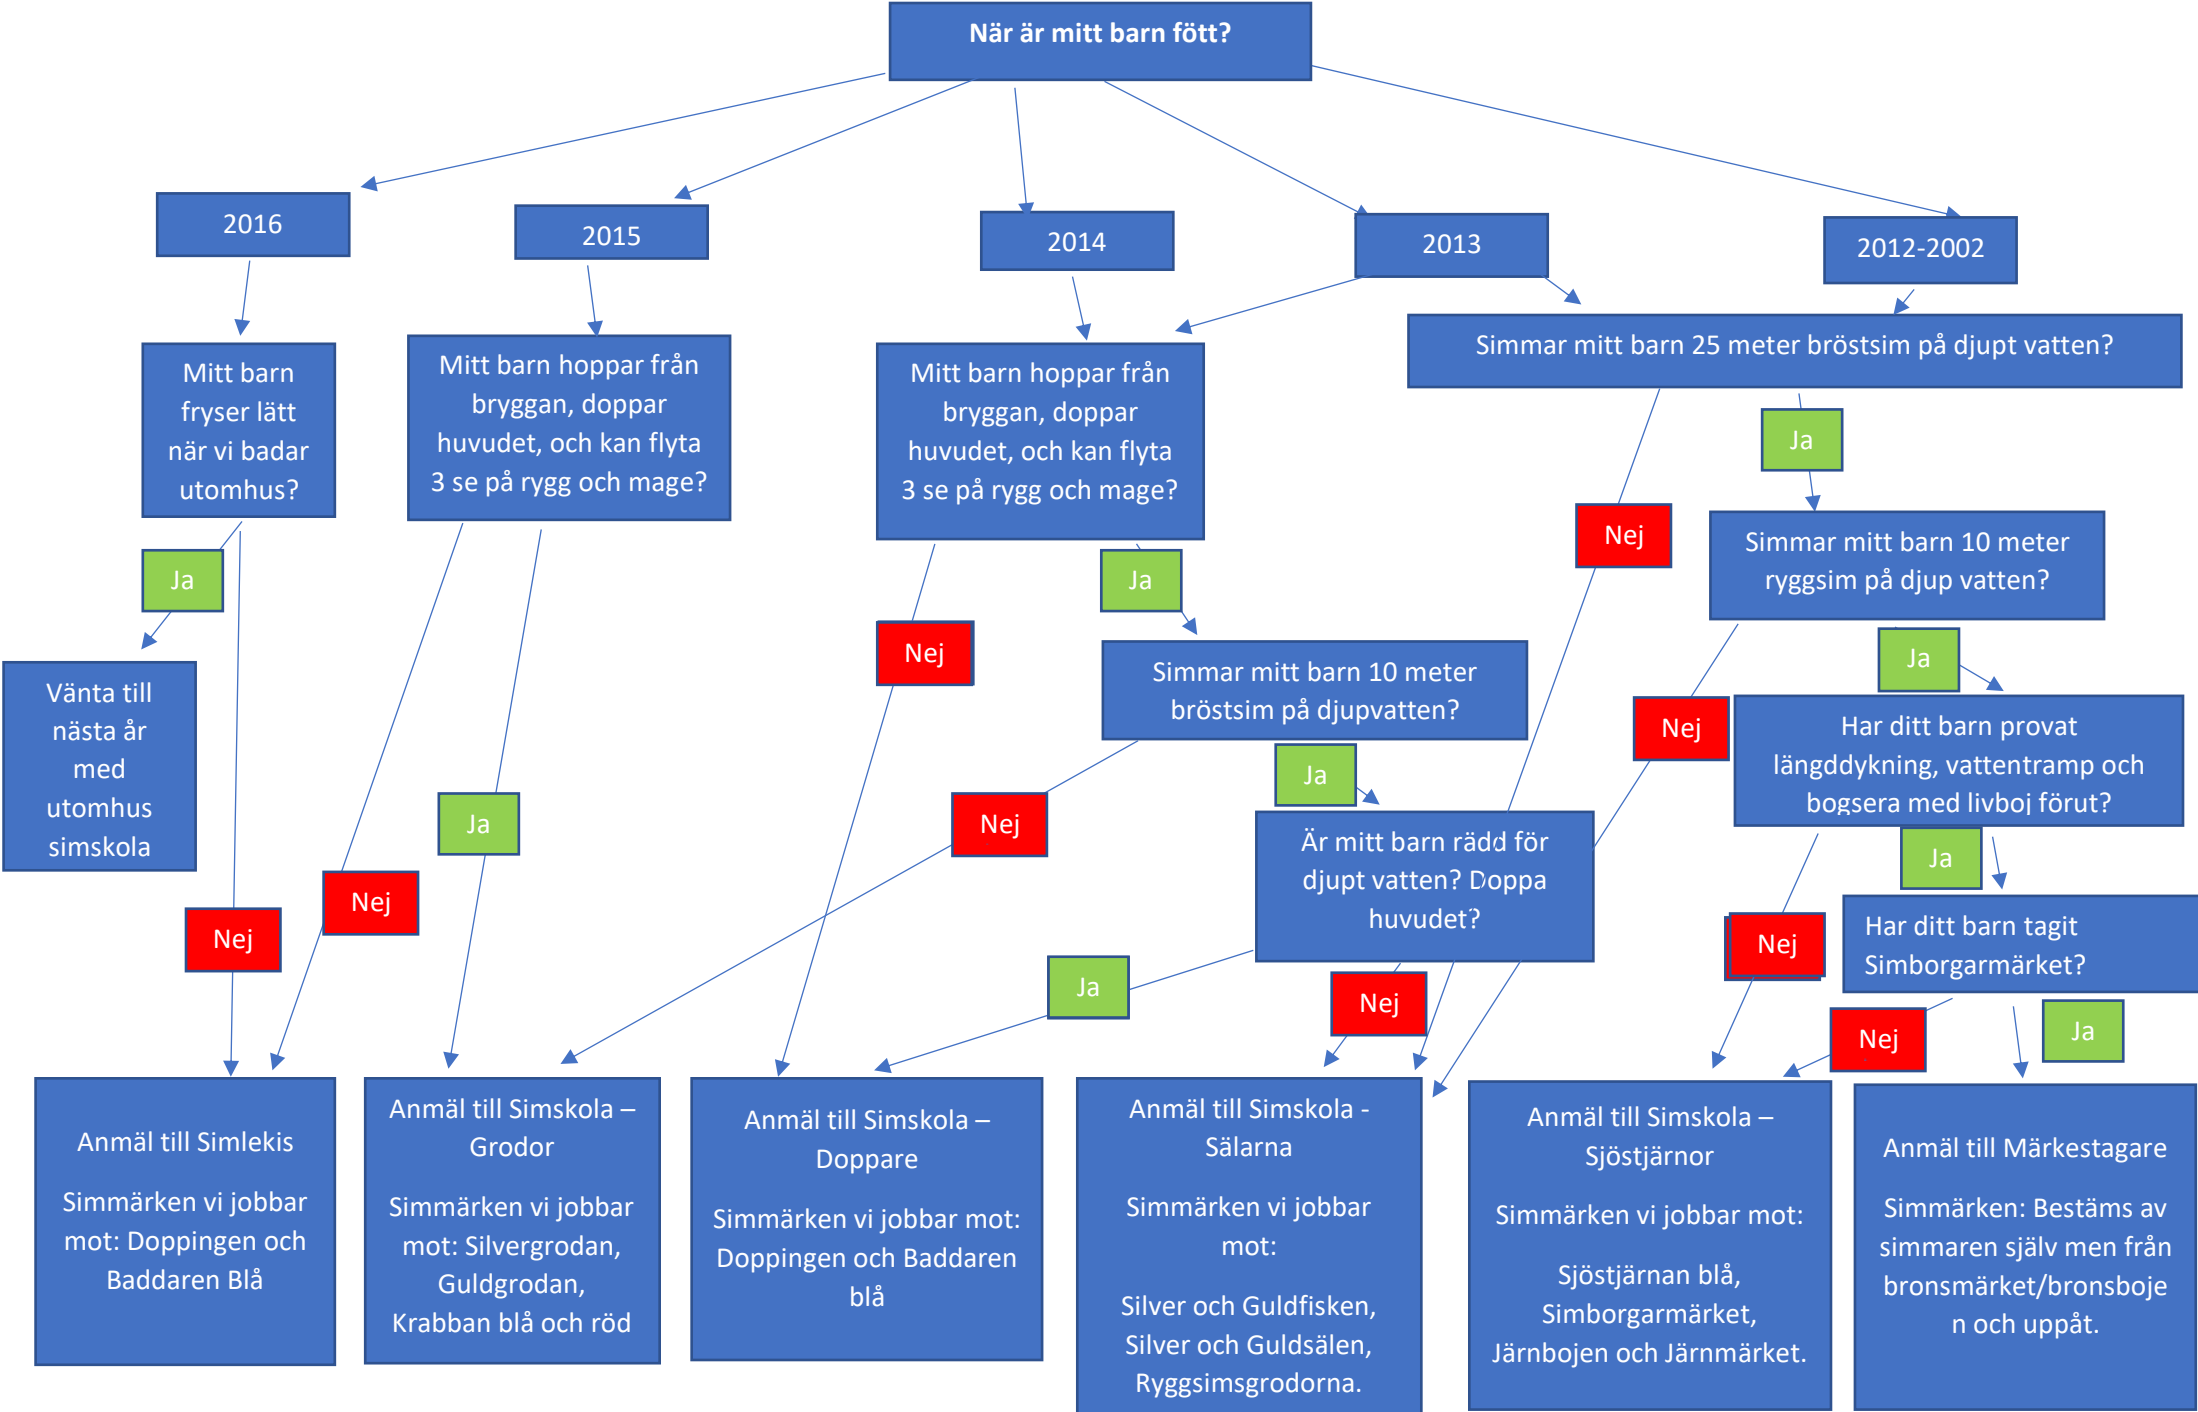 När är mitt barn fött?
2016
2015
2014
2013
2012-2002
Mitt barn
fryser lätt
när vi badar
utomhus?
Mitt barn hoppar från
bryggan, doppar
huvudet, och kan flyta
3 se på rygg och mage?
Mitt barn hoppar från
bryggan, doppar
huvudet, och kan flyta
3 se på rygg och mage?
Simmar mitt barn 25 meter bröstsim på djupt vatten?
Ja
Nej
Simmar mitt barn 10 meter
ryggsim på djup vatten?
Ja
Ja
Nej
Simmar mitt barn 10 meter
bröstsim på djupvatten?
Ja
Nej
Vänta till
nästa år
med
utomhus
simskola
Har ditt barn provat
längddykning, vattentramp och
bogsera med livboj förut?
Ja
Nej
Ja
Är mitt barn rädd för
djupt vatten? Doppa
huvudet?
Ja
Nej
Nej
Nej
Har ditt barn tagit
Simborgarmärket?
Ja
Nej
Nej
Nej
Ja
Anmäl till Simlekis
Simmärken vi jobbar
mot: Doppingen och
Baddaren Blå
Anmäl till Simskola –
Grodor
Simmärken vi jobbar
mot: Silvergrodan,
Guldgrodan,
Krabban blå och röd
Anmäl till Simskola –
Doppare
Simmärken vi jobbar mot:
Doppingen och Baddaren
blå
Anmäl till Simskola -
Sälarna
Simmärken vi jobbar
mot:
Silver och Guldfisken,
Silver och Guldsälen,
Ryggsimsgrodorna.
Anmäl till Simskola –
Sjöstjärnor
Simmärken vi jobbar mot:
Sjöstjärnan blå,
Simborgarmärket,
Järnbojen och Järnmärket.
Anmäl till Märkestagare
Simmärken: Bestäms av
simmaren själv men från
bronsmärket/bronsboje
n och uppåt.